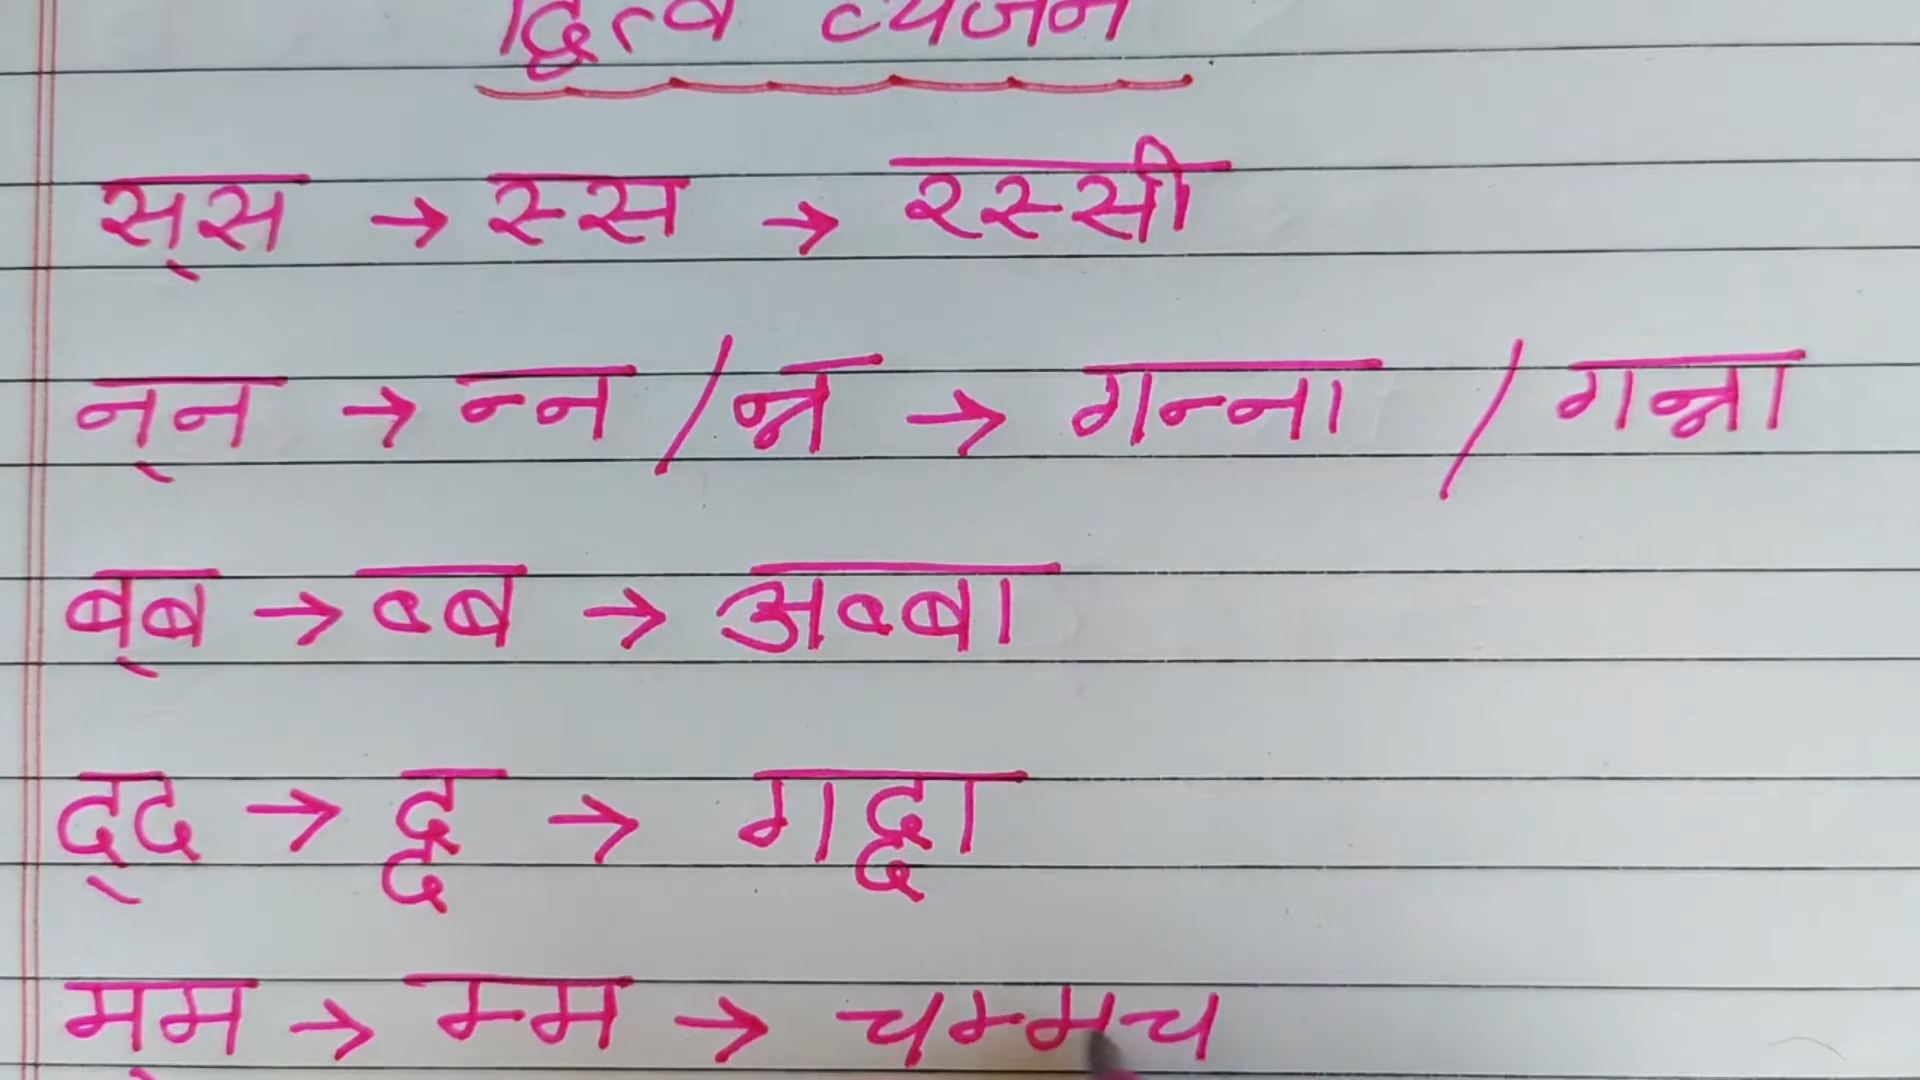 द्वित्व व्यंजन
स्‌स → स्स → रस्सी
न्‌न → न्‍न / न्न → गन्‍ना / गन्ना
ब्‌ब → ब्ब → अब्बा
द्‌द → द्द → गद्दा
म्‌म → म्म → चम्मच